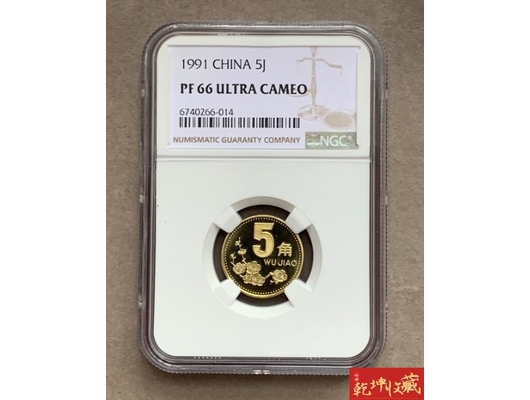 1991 CHINA 5J
PF 66 ULTRA CAMEO
6740266-014
NUMISMATIC GUARANTY COMPANY
NGC
5角
WU JIAO
乾坤收藏